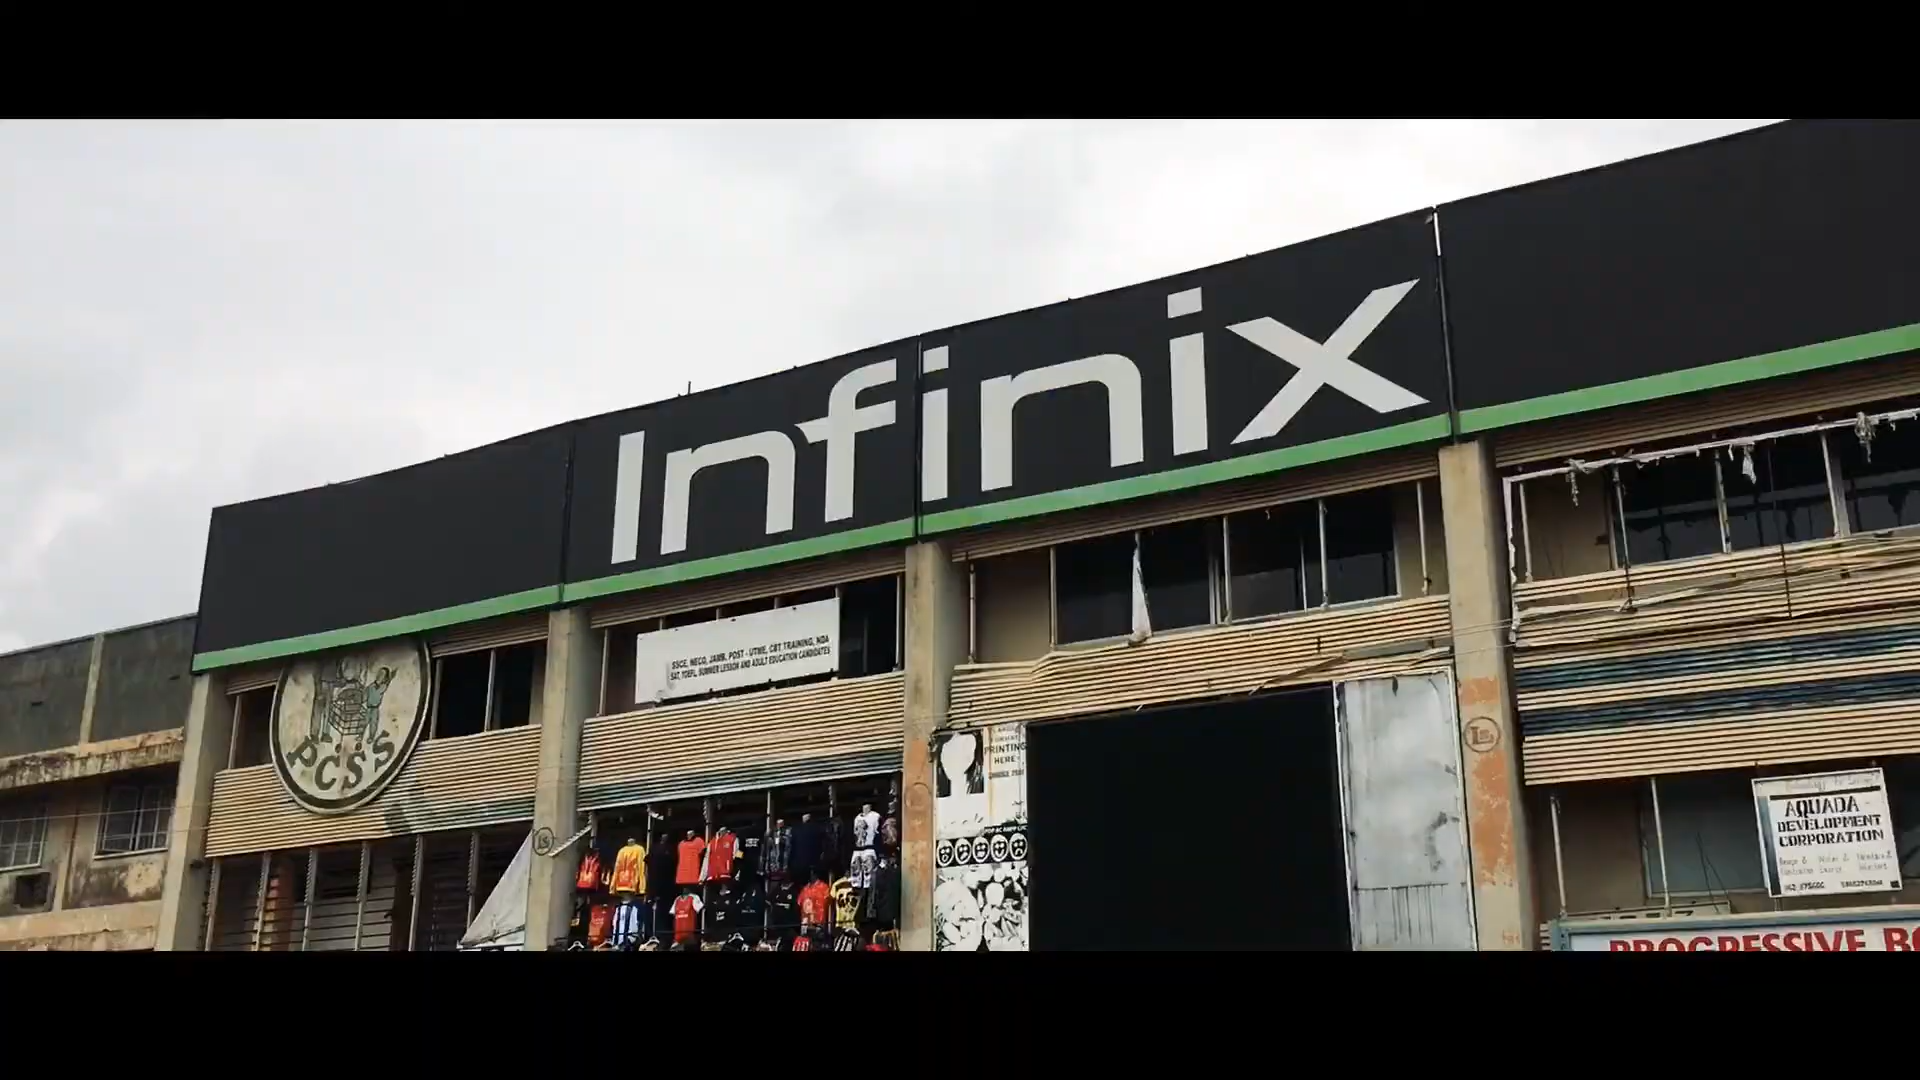 Infinix
SSCE, NECO, JAMB, POST - UTME, CBT TRAINING, NDA
SAT, TOEFL, SUMMER LESSON AND ADULT EDUCATION CANDIDATES
P.C.S.S
PRINTING
HERE
AQUADA -
DEVELOPMENT
CORPORATION
PROGRESSIVE